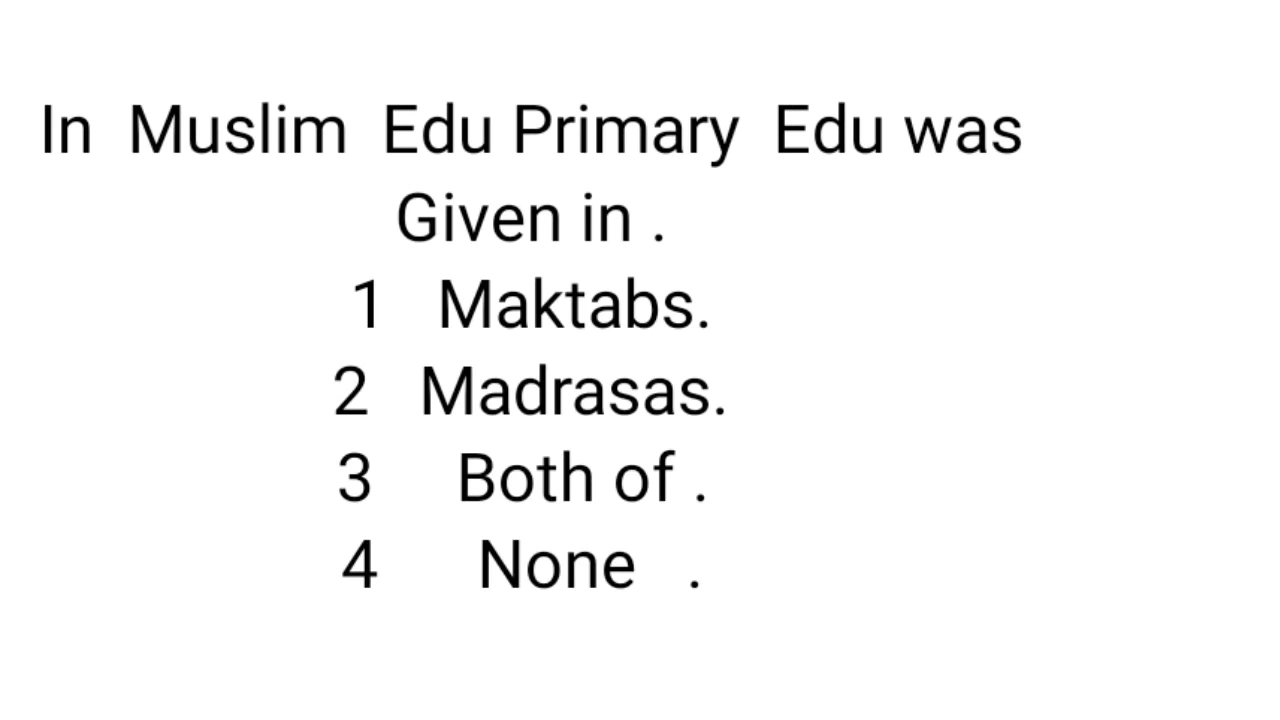 In Muslim Edu Primary Edu was
Given in .
1 Maktabs.
2 Madrasas.
3 Both of .
4 None .